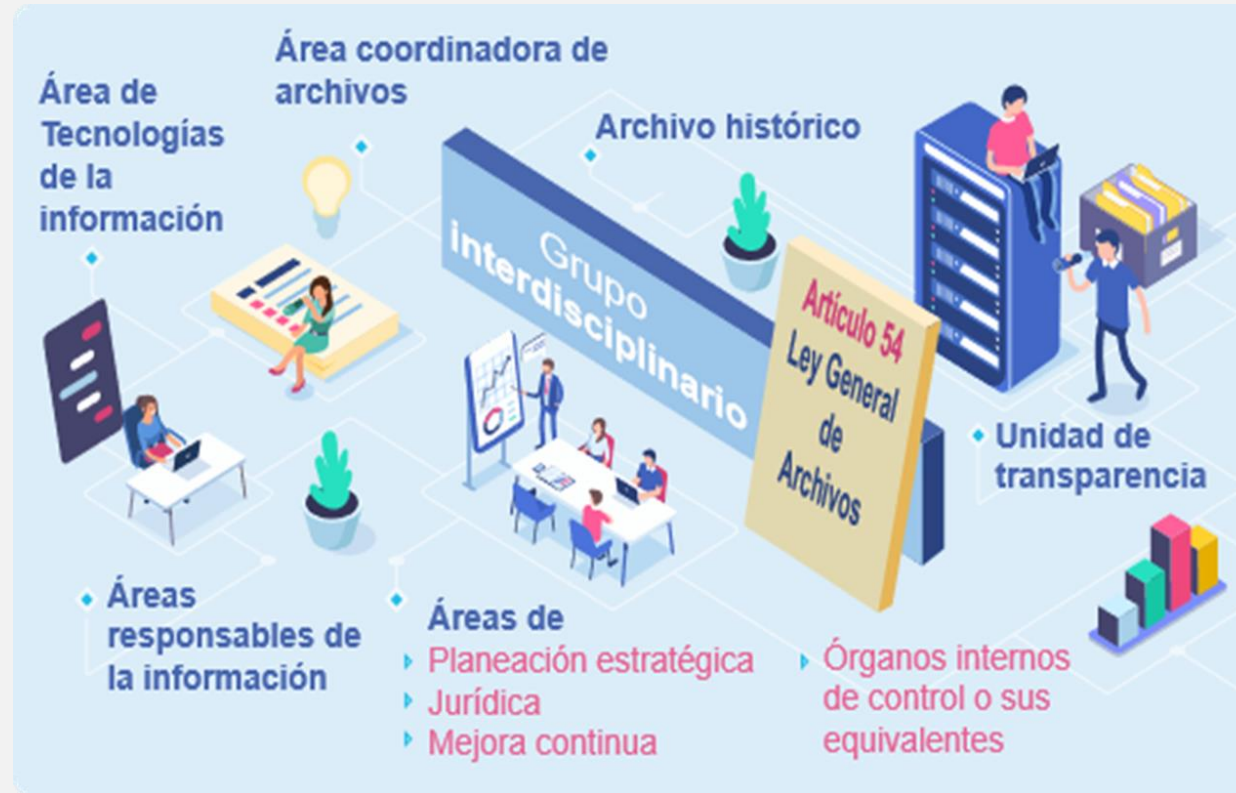 Área coordinadora de
archivos
Área de
Tecnologías
de la
información
Archivo histórico
Grupo
interdisciplinario
Artículo 54
Ley General
de
Archivos
Unidad de
transparencia
Áreas
responsables de
la información
Áreas de
Planeación estratégica
Jurídica
Mejora continua
Órganos internos
de control o sus
equivalentes